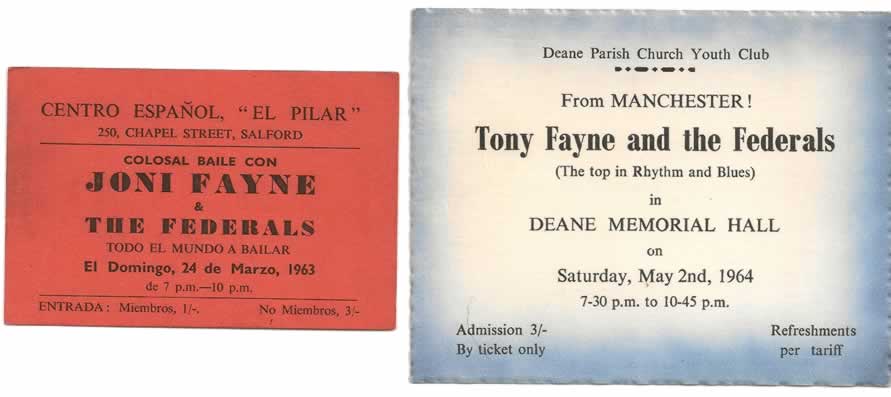 CENTRO ESPAÑOL, "EL PILAR"
250, CHAPEL STREET, SALFORD
COLOSAL BAILE CON
JONI FAYNE
&
THE FEDERALS
TODO EL MUNDO A BAILAR
El Domingo, 24 de Marzo, 1963
de 7 p.m.—10 p.m.
ENTRADA: Miembros, 1/-. No Miembros, 3/-
Deane Parish Church Youth Club
From MANCHESTER!
Tony Fayne and the Federals
(The top in Rhythm and Blues)
in
DEANE MEMORIAL HALL
on
Saturday, May 2nd, 1964
7-30 p.m. to 10-45 p.m.
Admission 3/- Refreshments
By ticket only per tariff